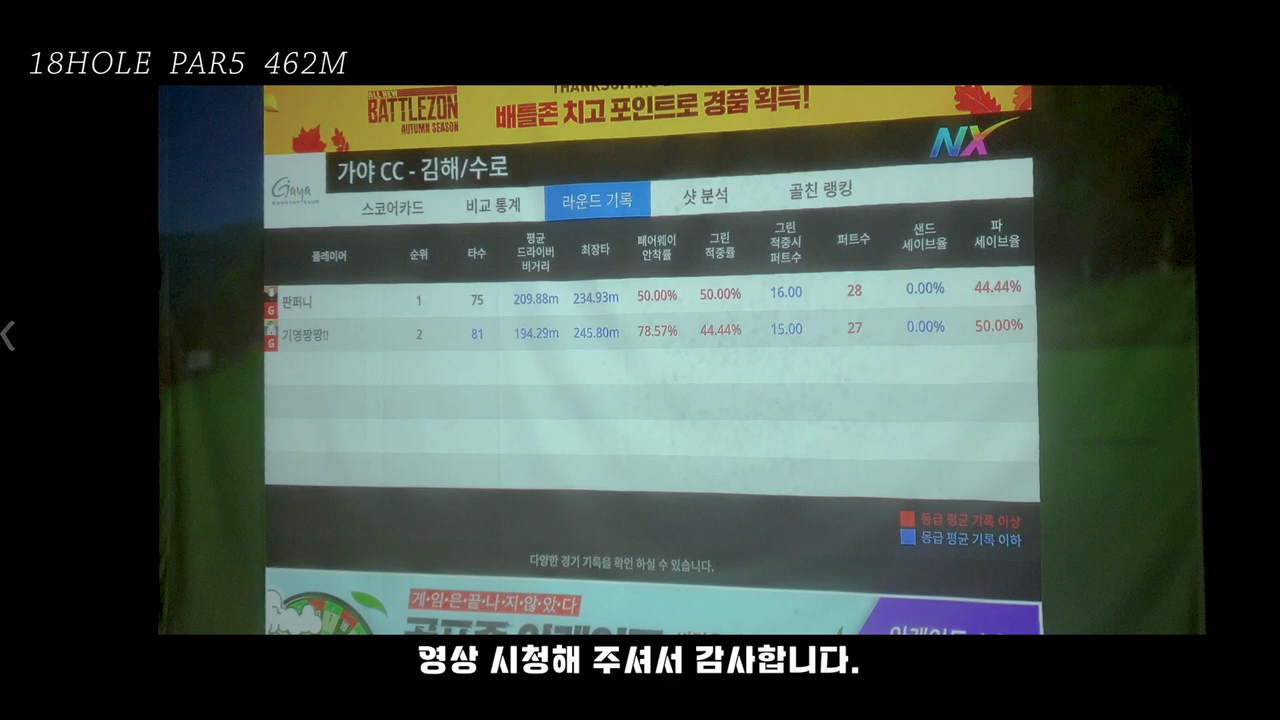 18HOLE PAR5 462M
ALL NEW
BATTLEZON
AUTUMN SEASON
배틀존 치고 포인트로 경품 획득!
NX
Gaya
COUNTRY CLUB
가야 CC - 김해/수로
스코어카드 비교 통계 라운드 기록 샷 분석 골친 랭킹
플레이어 순위 타수 평균 드라이버 비거리 최장타 페어웨이 안착률 그린 적중률 그린 적중시 퍼트수 퍼트수 샌드 세이브율 파 세이브율
G 판퍼니 1 75 209.88m 234.93m 50.00% 50.00% 16.00 28 0.00% 44.44%
G 기영짱짱!! 2 81 194.29m 245.80m 78.57% 44.44% 15.00 27 0.00% 50.00%
동급 평균 기록 이상
동급 평균 기록 이하
다양한 경기 기록을 확인 하실 수 있습니다.
게·임·은·끝·나·지·않·았·다
영상 시청해 주셔서 감사합니다.